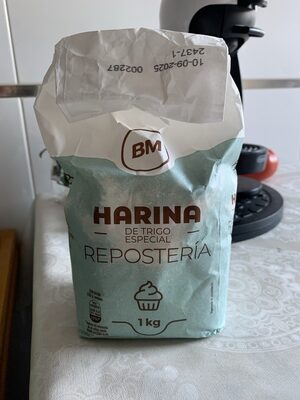 2437-1
10-09-2025 002287
BM
HARINA
DE TRIGO
ESPECIAL
REPOSTERÍA
1 kg